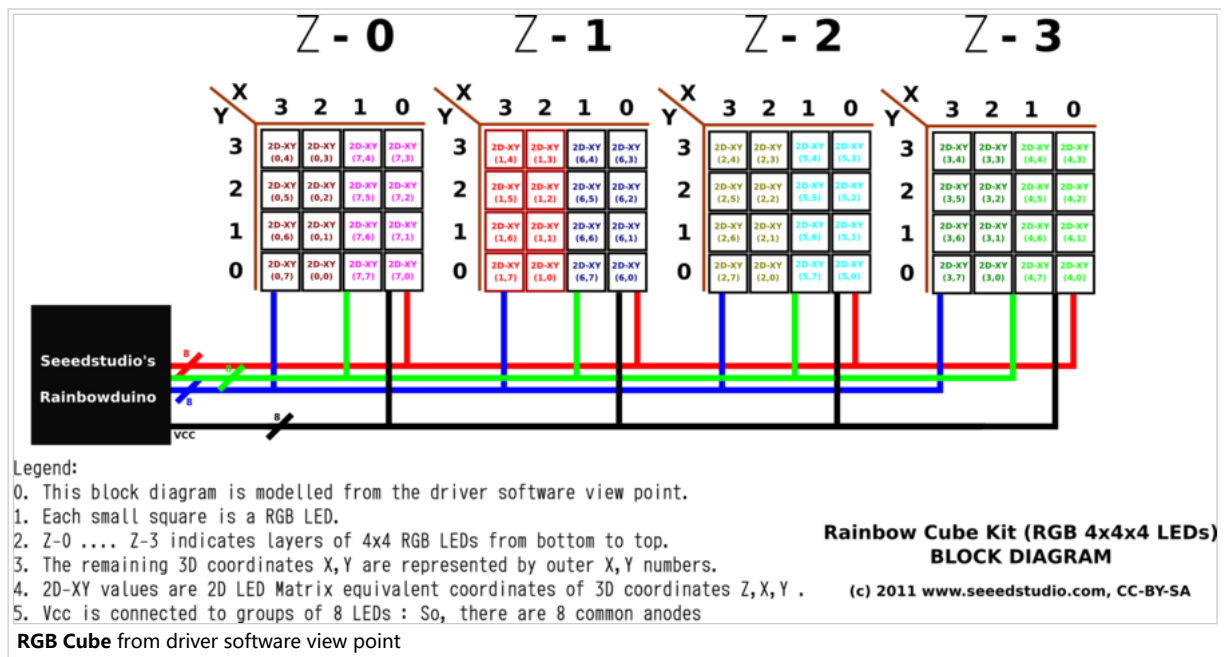 Z - 0 Z - 1 Z - 2 Z - 3
X X X X
Y 3 2 1 0 Y 3 2 1 0 Y 3 2 1 0 Y 3 2 1 0
3 2D-XY 2D-XY 2D-XY 2D-XY 3 2D-XY 2D-XY 2D-XY 2D-XY 3 2D-XY 2D-XY 2D-XY 2D-XY 3 2D-XY 2D-XY 2D-XY 2D-XY
(0,4) (0,3) (7,4) (7,3) (1,4) (1,3) (6,4) (6,3) (2,4) (2,3) (5,4) (5,3) (3,4) (3,3) (4,4) (4,3)
2 2D-XY 2D-XY 2D-XY 2D-XY 2 2D-XY 2D-XY 2D-XY 2D-XY 2 2D-XY 2D-XY 2D-XY 2D-XY 2 2D-XY 2D-XY 2D-XY 2D-XY
(0,5) (0,2) (7,5) (7,2) (1,5) (1,2) (6,5) (6,2) (2,5) (2,2) (5,5) (5,2) (3,5) (3,2) (4,5) (4,2)
1 2D-XY 2D-XY 2D-XY 2D-XY 1 2D-XY 2D-XY 2D-XY 2D-XY 1 2D-XY 2D-XY 2D-XY 2D-XY 1 2D-XY 2D-XY 2D-XY 2D-XY
(0,6) (0,1) (7,6) (7,1) (1,6) (1,1) (6,6) (6,1) (2,6) (2,1) (5,6) (5,1) (3,6) (3,1) (4,6) (4,1)
0 2D-XY 2D-XY 2D-XY 2D-XY 0 2D-XY 2D-XY 2D-XY 2D-XY 0 2D-XY 2D-XY 2D-XY 2D-XY 0 2D-XY 2D-XY 2D-XY 2D-XY
(0,7) (0,0) (7,7) (7,0) (1,7) (1,0) (6,7) (6,0) (2,7) (2,0) (5,7) (5,0) (3,7) (3,0) (4,7) (4,0)
Seeedstudio's
Rainbowduino
8
8
8
8
VCC
Legend:
0. This block diagram is modelled from the driver software view point.
1. Each small square is a RGB LED.
2. Z-0 .... Z-3 indicates layers of 4x4 RGB LEDs from bottom to top.
3. The remaining 3D coordinates X,Y are represented by outer X,Y numbers.
4. 2D-XY values are 2D LED Matrix equivalent coordinates of 3D coordinates Z,X,Y .
5. Vcc is connected to groups of 8 LEDs : So, there are 8 common anodes
Rainbow Cube Kit (RGB 4x4x4 LEDs)
BLOCK DIAGRAM
(c) 2011 www.seeedstudio.com, CC-BY-SA
RGB Cube from driver software view point